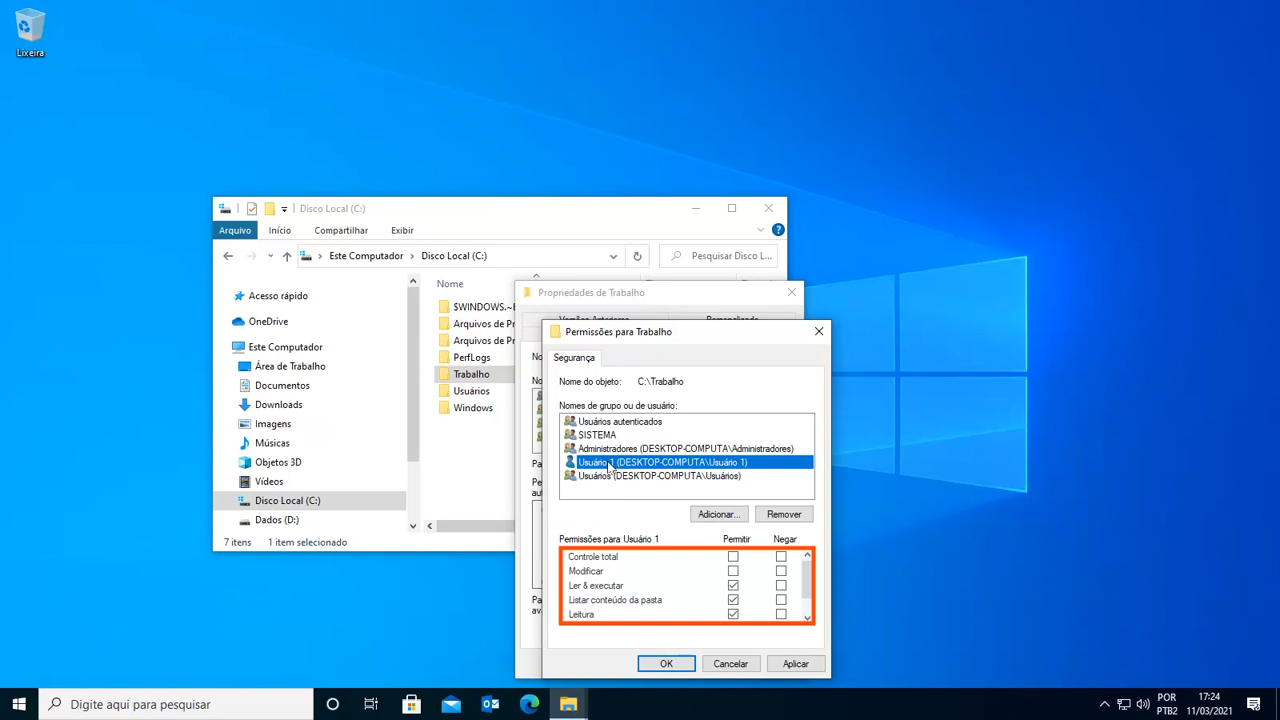 Lixeira
Disco Local (C:)
Arquivo Início Compartilhar Exibir
Este Computador Disco Local (C:)
Pesquisar Disco L...
Nome
Acesso rápido
OneDrive
Este Computador
Área de Trabalho
Documentos
Downloads
Imagens
Músicas
Objetos 3D
Vídeos
Disco Local (C:)
Dados (D:)
$WINDOWS.~
Arquivos de Pr
Arquivos de Pr
PerfLogs
Trabalho
Usuários
Windows
7 itens 1 item selecionado
Propriedades de Trabalho
Versões Anteriores Personalizado
Permissões para Trabalho
Segurança
Nome do objeto: C:\Trabalho
Nomes de grupo ou de usuário:
Usuários autenticados
SISTEMA
Administradores (DESKTOP-COMPUTA\Administradores)
Usuário 1 (DESKTOP-COMPUTA\Usuário 1)
Usuários (DESKTOP-COMPUTA\Usuários)
Adicionar... Remover
Permissões para Usuário 1 Permitir Negar
Controle total
Modificar
Ler & executar
Listar conteúdo da pasta
Leitura
OK Cancelar Aplicar
Digite aqui para pesquisar
POR
PTB2
17:24
11/03/2021